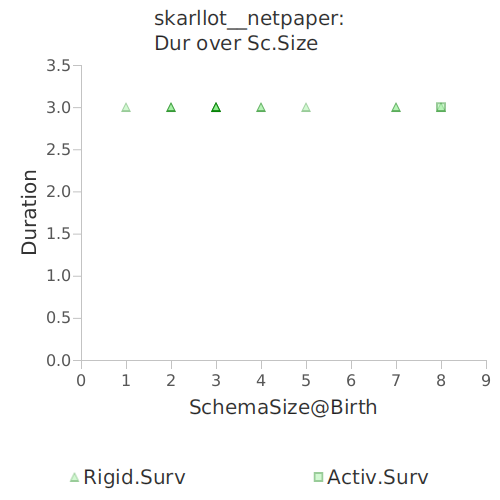 skarllot__netpaper:
Dur over Sc.Size
3.5
3.0
2.5
2.0
1.5
1.0
0.5
0.0
Duration
0 1 2 3 4 5 6 7 8 9
SchemaSize@Birth
Rigid.Surv Activ.Surv